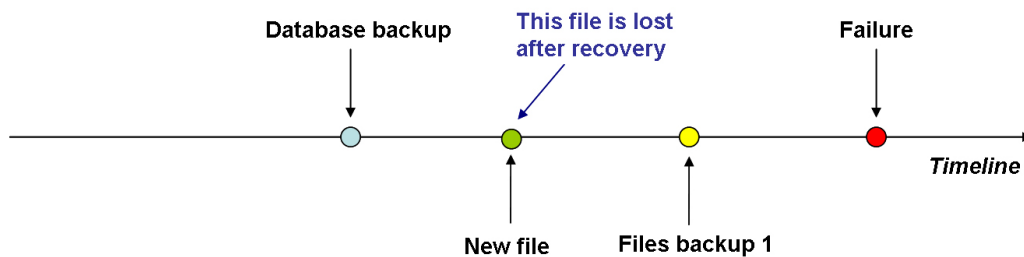 Database backup
This file is lost
after recovery
Failure
Timeline
New file
Files backup 1